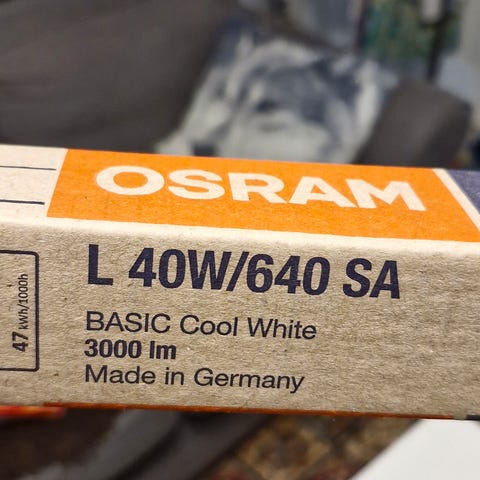 OSRAM
L 40W/640 SA
BASIC Cool White
3000 lm
Made in Germany
47 kWh/1000h